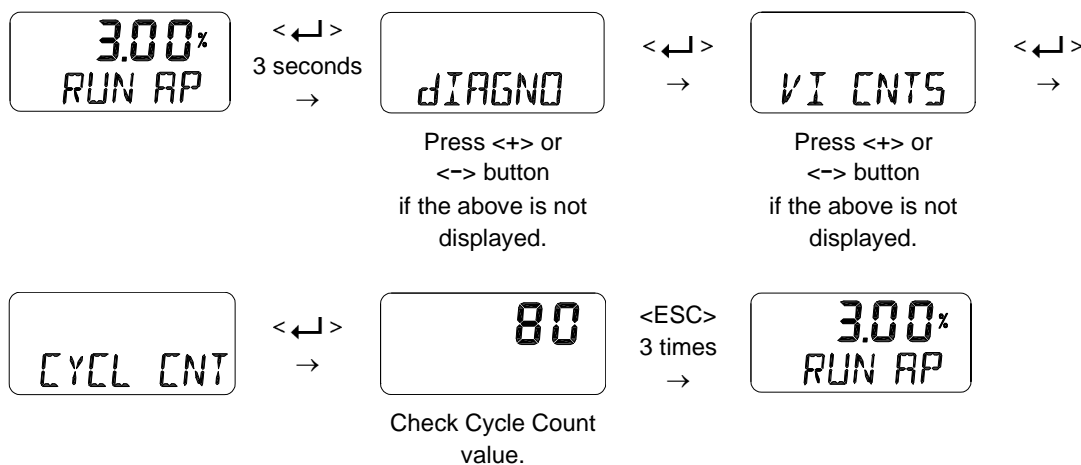 3.00%
RUN AP
<↵>
3 seconds
→
dIAGNO
Press <+> or
<-> button
if the above is not
displayed.
<↵>
→
VI CNTS
Press <+> or
<-> button
if the above is not
displayed.
<↵>
→
CYCL CNT
<↵>
→
80
Check Cycle Count
value.
<ESC>
3 times
→
3.00%
RUN AP